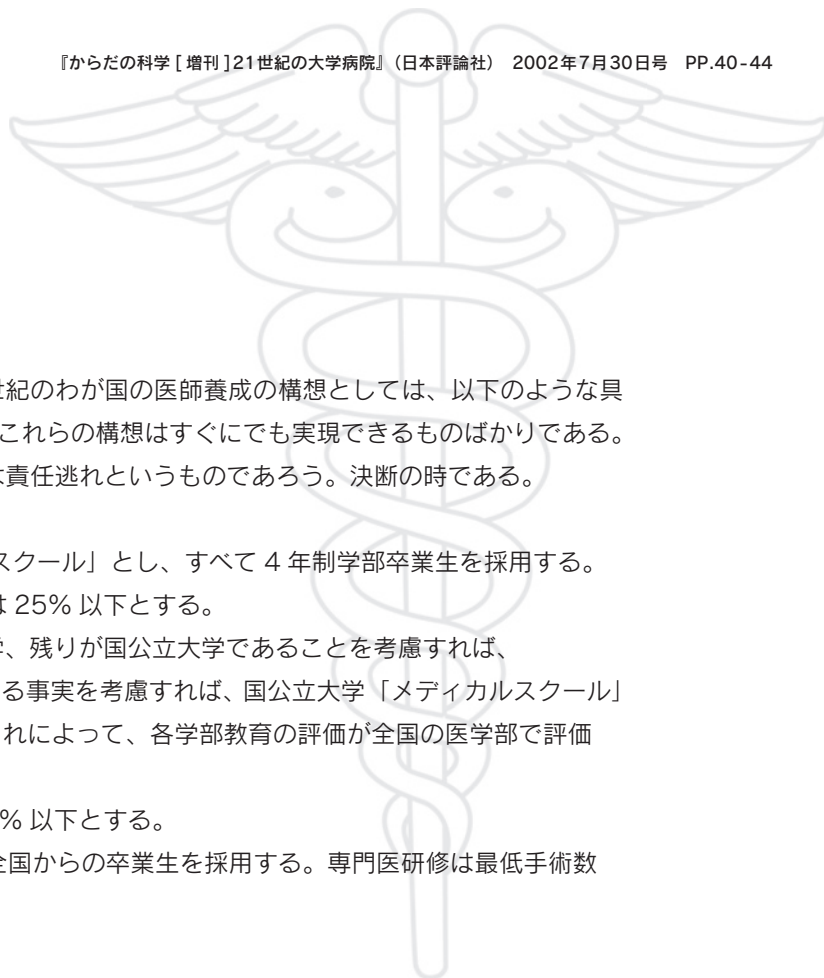 『からだの科学 [ 増刊 ]21世紀の大学病院』（日本評論社） 2002年7月30日号 PP.40-44
世紀のわが国の医師養成の構想としては、以下のような具
これらの構想はすぐにでも実現できるものばかりである。
は責任逃れというものであろう。決断の時である。
スクール」とし、すべて 4 年制学部卒業生を採用する。
は 25% 以下とする。
学、残りが国公立大学であることを考慮すれば、
る事実を考慮すれば、国公立大学「メディカルスクール」
れによって、各学部教育の評価が全国の医学部で評価
% 以下とする。
全国からの卒業生を採用する。専門医研修は最低手術数